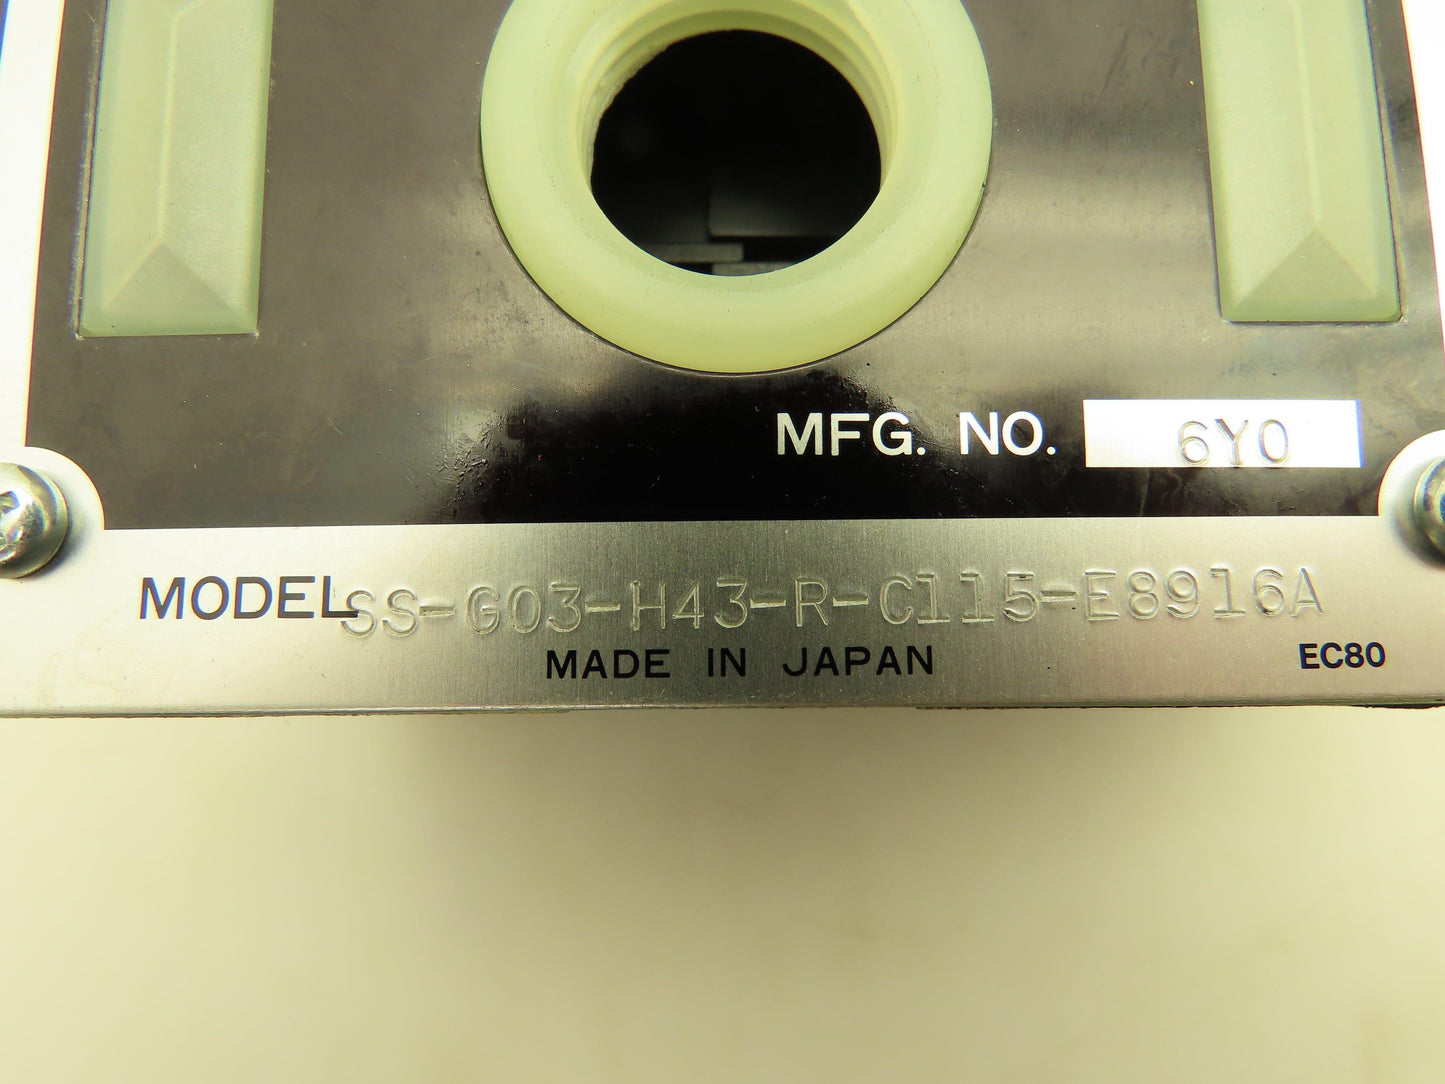 MFG. NO. 6Y0
MODEL SS-G03-H43-R-C115-E8916A
MADE IN JAPAN
EC80